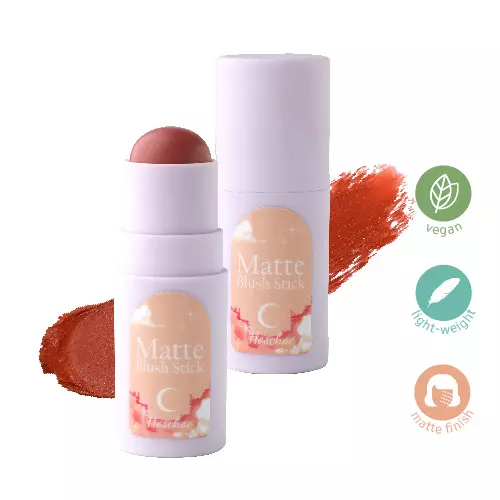 Matte
Blush Stick
Matte
Blush Stick
vegan
light-weight
matte finish